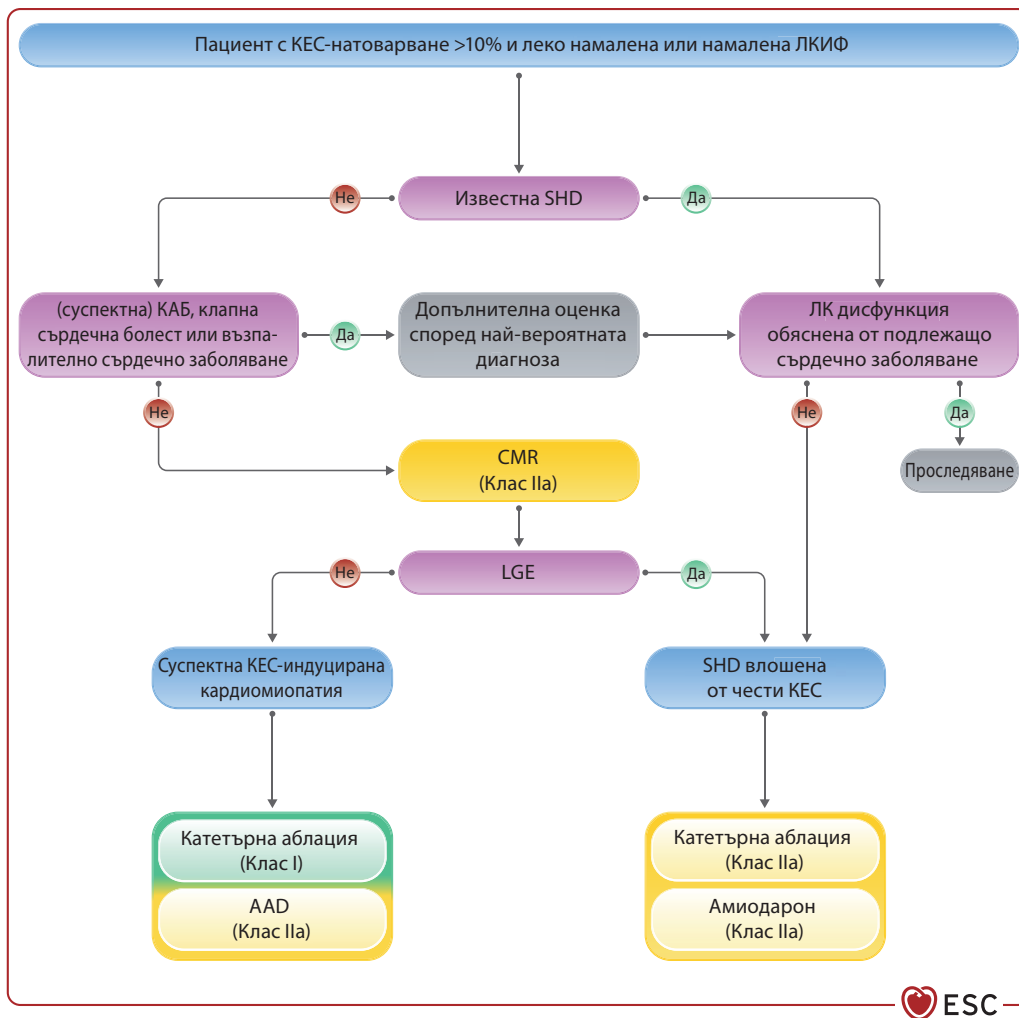 Пациент с КЕС-натоварване >10% и леко намалена или намалена ЛКИФ
Не
Известна SHD
Да
(суспектна) КАБ, клапна
сърдечна болест или възпа-
лително сърдечно заболяване
Да
Допълнителна оценка
според най-вероятната
диагноза
ЛК дисфункция
обяснена от подлежащо
сърдечно заболяване
Не
Не
Да
CMR
(Клас IIa)
Проследяване
Не
LGE
Да
Суспектна КЕС-индуцирана
кардиомиопатия
SHD влошена
от чести КЕС
Катетърна аблация
(Клас I)
AAD
(Клас IIa)
Катетърна аблация
(Клас IIa)
Амиодарон
(Клас IIa)
ESC